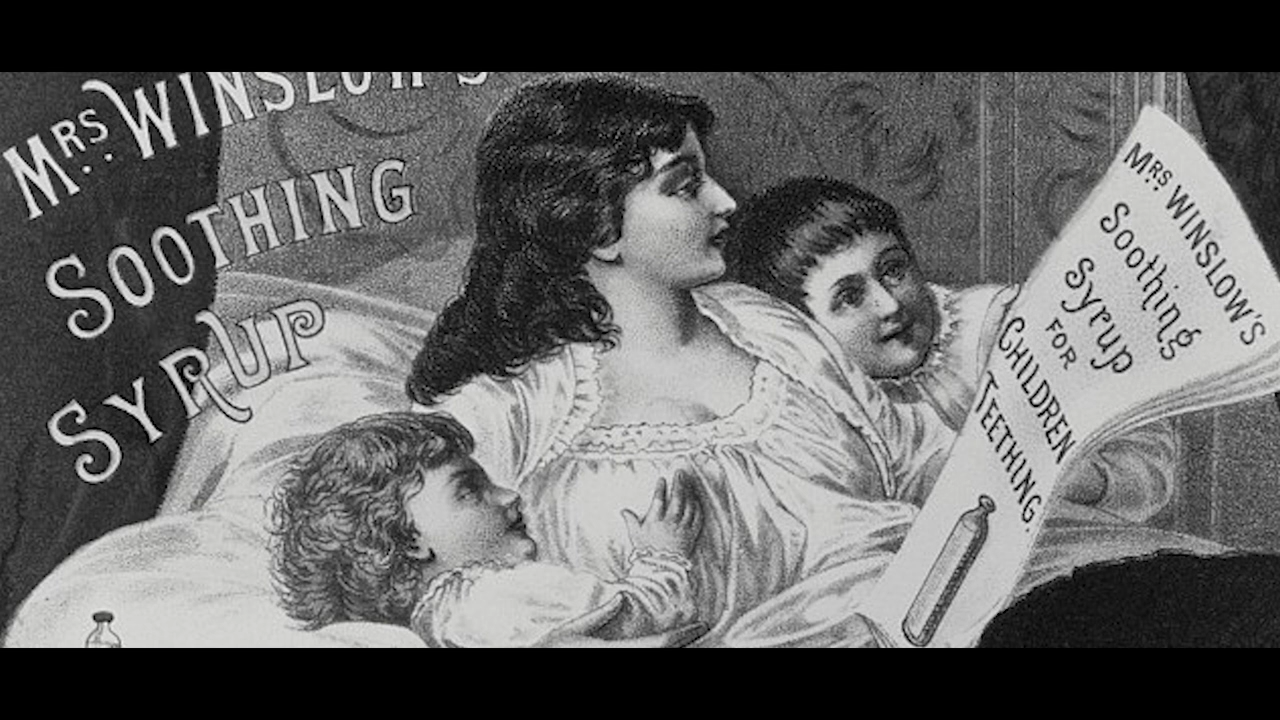 MRS. WINSLOW'S
SOOTHING
SYRUP
MRS WINSLOW'S
Soothing
Syrup
FOR
CHILDREN
TEETHING.